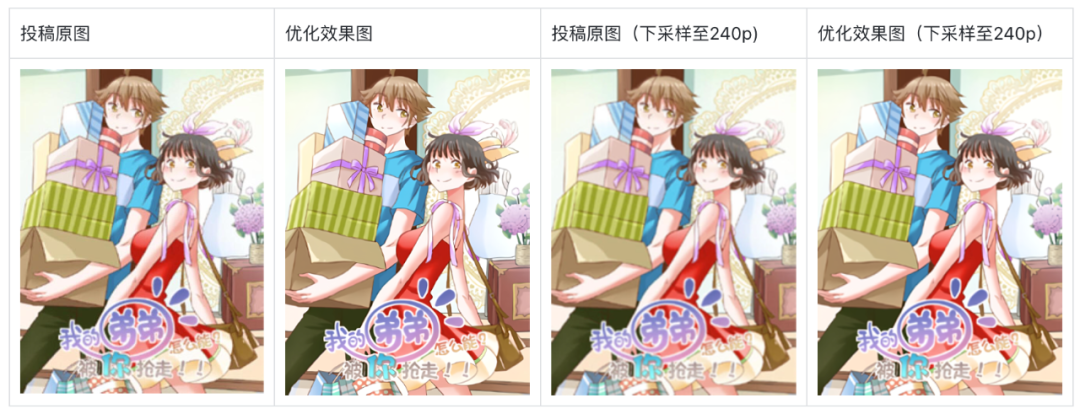 投稿原图
优化效果图
投稿原图（下采样至240p）
优化效果图（下采样至240p）
我的弟弟怎么能?
被你抢走！！
我的弟弟怎么能?
被你抢走！！
我的弟弟怎么能?
被你抢走！！
我的弟弟怎么能?
被你抢走！！